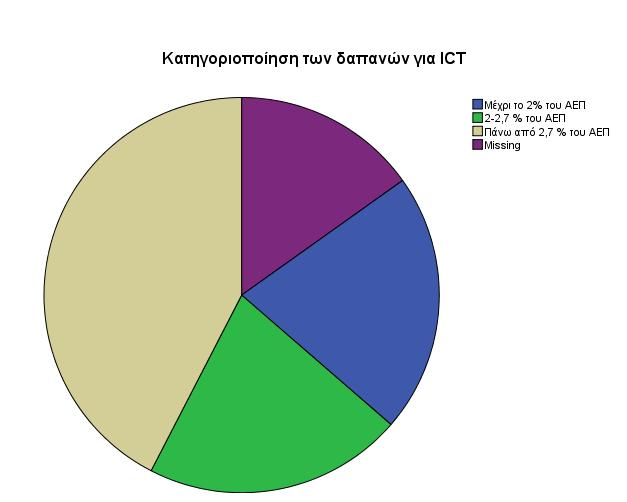 Κατηγοριοποίηση των δαπανών για ICT
Μέχρι το 2% του ΑΕΠ
2-2,7 % του ΑΕΠ
Πάνω από 2,7 % του ΑΕΠ
Missing